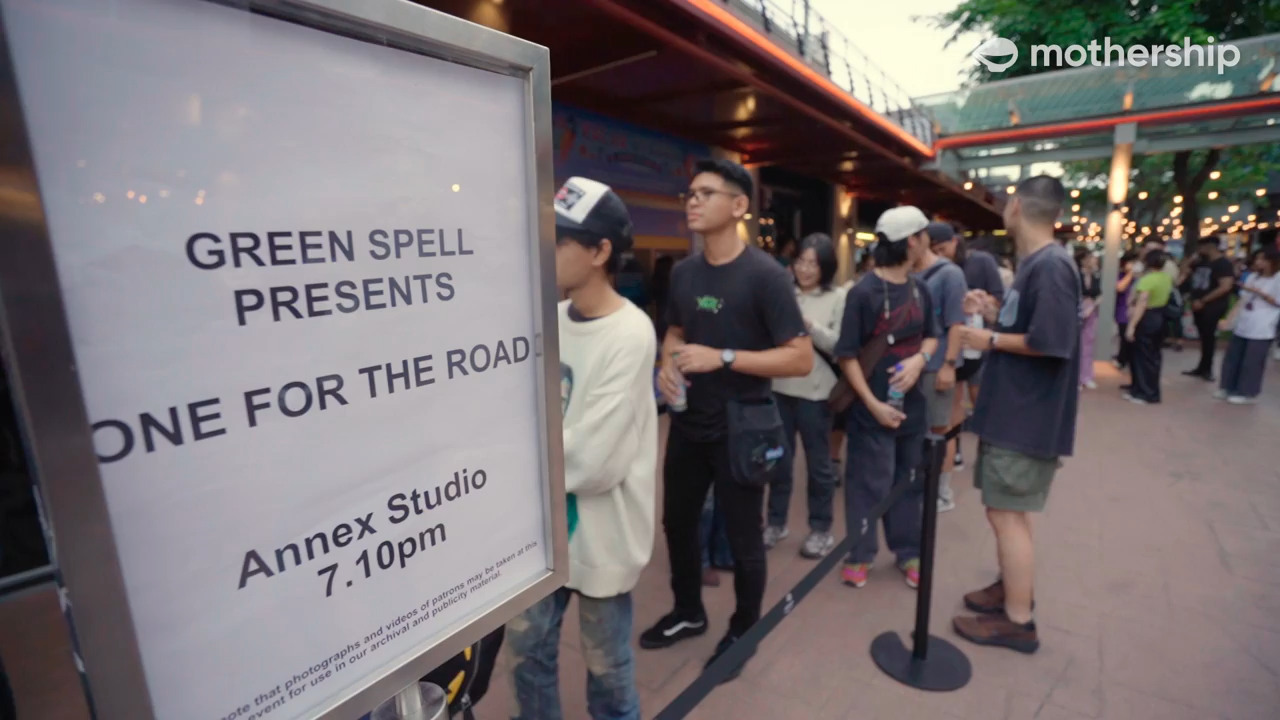 mothership
GREEN SPELL
PRESENTS
ONE FOR THE ROAD
Annex Studio
7.10pm
note that photographs and videos of patrons may be taken at this
event for use in our archival and publicity material.